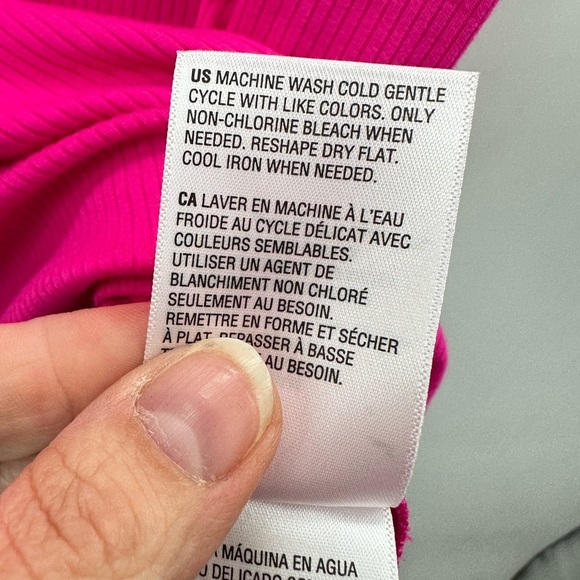 US MACHINE WASH COLD GENTLE
CYCLE WITH LIKE COLORS. ONLY
NON-CHLORINE BLEACH WHEN
NEEDED. RESHAPE DRY FLAT.
COOL IRON WHEN NEEDED.
CA LAVER EN MACHINE À L'EAU
FROIDE AU CYCLE DÉLICAT AVEC
COULEURS SEMBLABLES.
UTILISER UN AGENT DE
BLANCHIMENT NON CHLORÉ
SEULEMENT AU BESOIN.
REMETTRE EN FORME ET SÉCHER
À PLAT. REPASSER À BASSE
AU BESOIN.
MÁQUINA EN AGUA
DELICADO